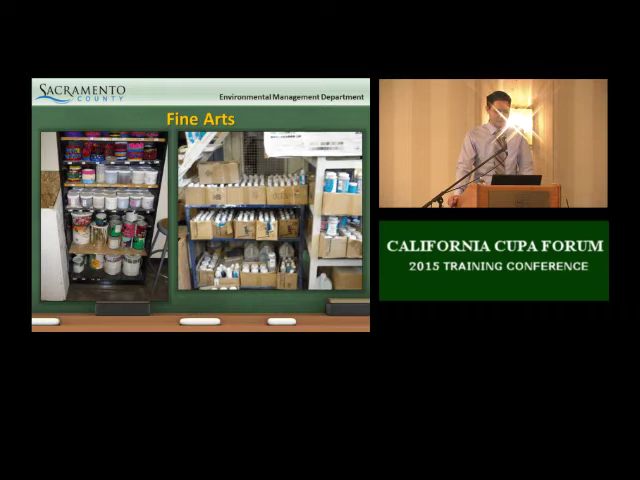 SACRAMENTO
COUNTY
Environmental Management Department
Fine Arts
CALIFORNIA CUPA FORUM
2015 TRAINING CONFERENCE